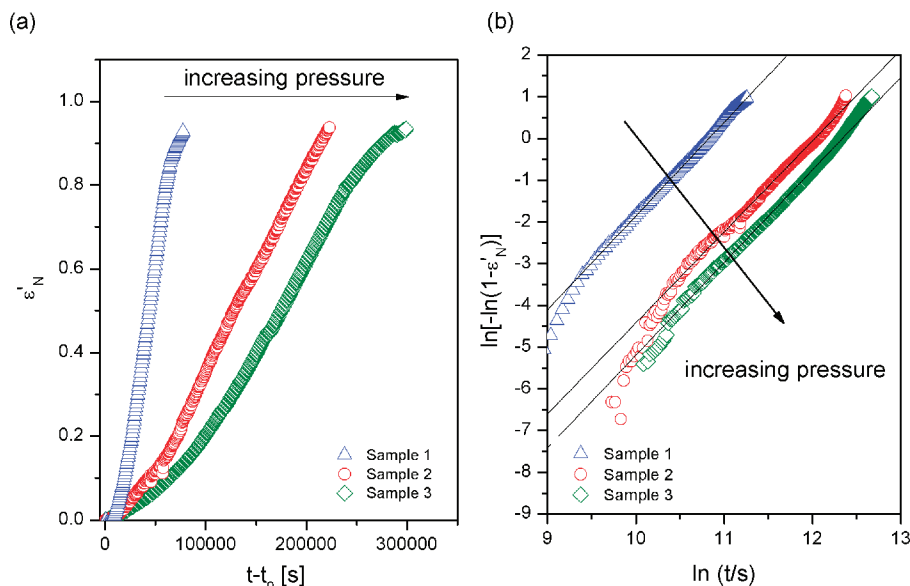 (a)
increasing pressure
1.0
0.8
0.6
0.4
0.2
0.0
ε'N
0 100000 200000 300000
t-to [s]
Sample 1
Sample 2
Sample 3
(b)
2
1
0
-1
-2
-3
-4
-5
-6
-7
-8
-9
ln[-ln(1-ε'N)]
increasing pressure
Sample 1
Sample 2
Sample 3
9 10 11 12 13
ln (t/s)